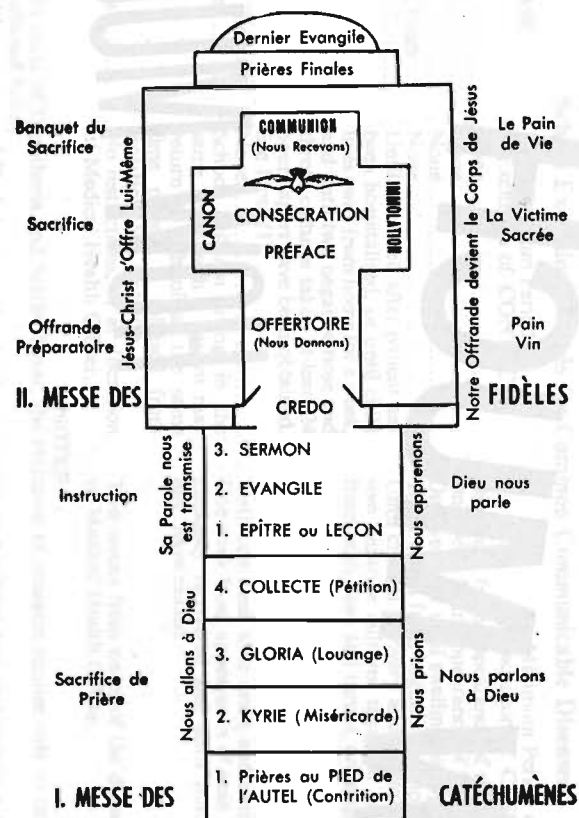 Dernier Evangile
Prières Finales
Banquet du
Sacrifice
Jésus-Christ s'Offre Lui-Même
COMMUNION
(Nous Recevons)
Notre Offrande devient le Corps de Jésus
Le Pain
de Vie
Sacrifice
CANON
CONSÉCRATION
PRÉFACE
IMMOLATION
La Victime
Sacrée
Offrande
Préparatoire
OFFERTOIRE
(Nous Donnons)
Pain
Vin
II. MESSE DES
FIDÈLES
CREDO
Instruction
Sa Parole nous
est transmise
3. SERMON
2. EVANGILE
1. EPÎTRE ou LEÇON
Nous apprenons
Dieu nous
parle
Sacrifice de
Prière
Nous allons à Dieu
4. COLLECTE (Pétition)
3. GLORIA (Louange)
2. KYRIE (Miséricorde)
1. Prières au PIED de
l'AUTEL (Contrition)
Nous prions
Nous parlons
à Dieu
I. MESSE DES
CATÉCHUMÈNES